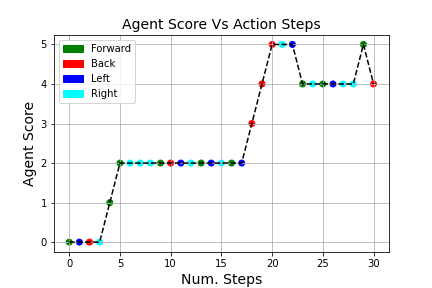 Agent Score Vs Action Steps
Forward
Back
Left
Right
Agent Score
5
4
3
2
1
0
0 5 10 15 20 25 30
Num. Steps